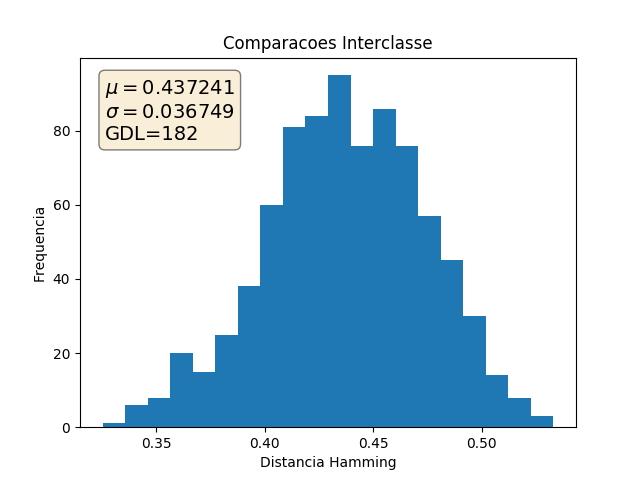 Comparacoes Interclasse
μ = 0.437241
σ = 0.036749
GDL=182
Frequencia
80
60
40
20
0
0.35 0.40 0.45 0.50
Distancia Hamming